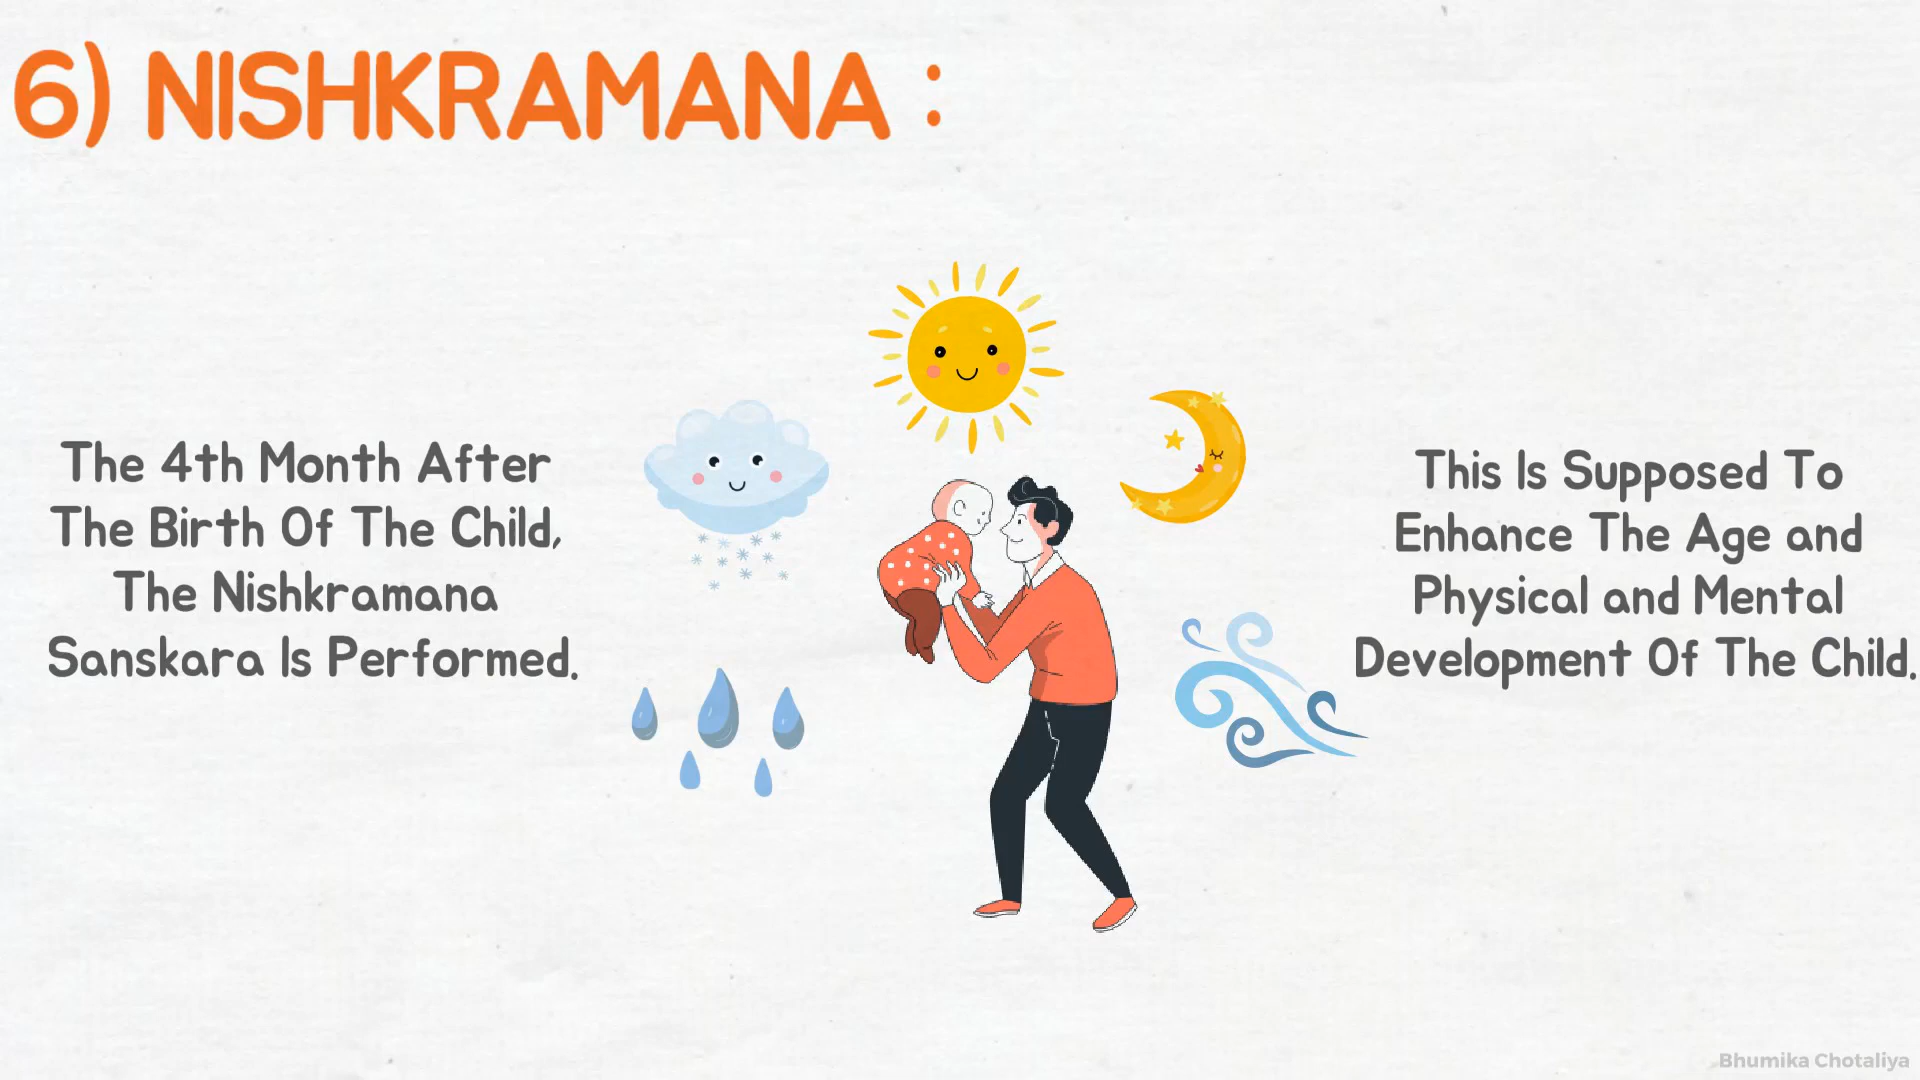 6) NISHKRAMANA :
The 4th Month After
The Birth Of The Child,
The Nishkramana
Sanskara Is Performed.
This Is Supposed To
Enhance The Age and
Physical and Mental
Development Of The Child.
Bhumika Chotaliya